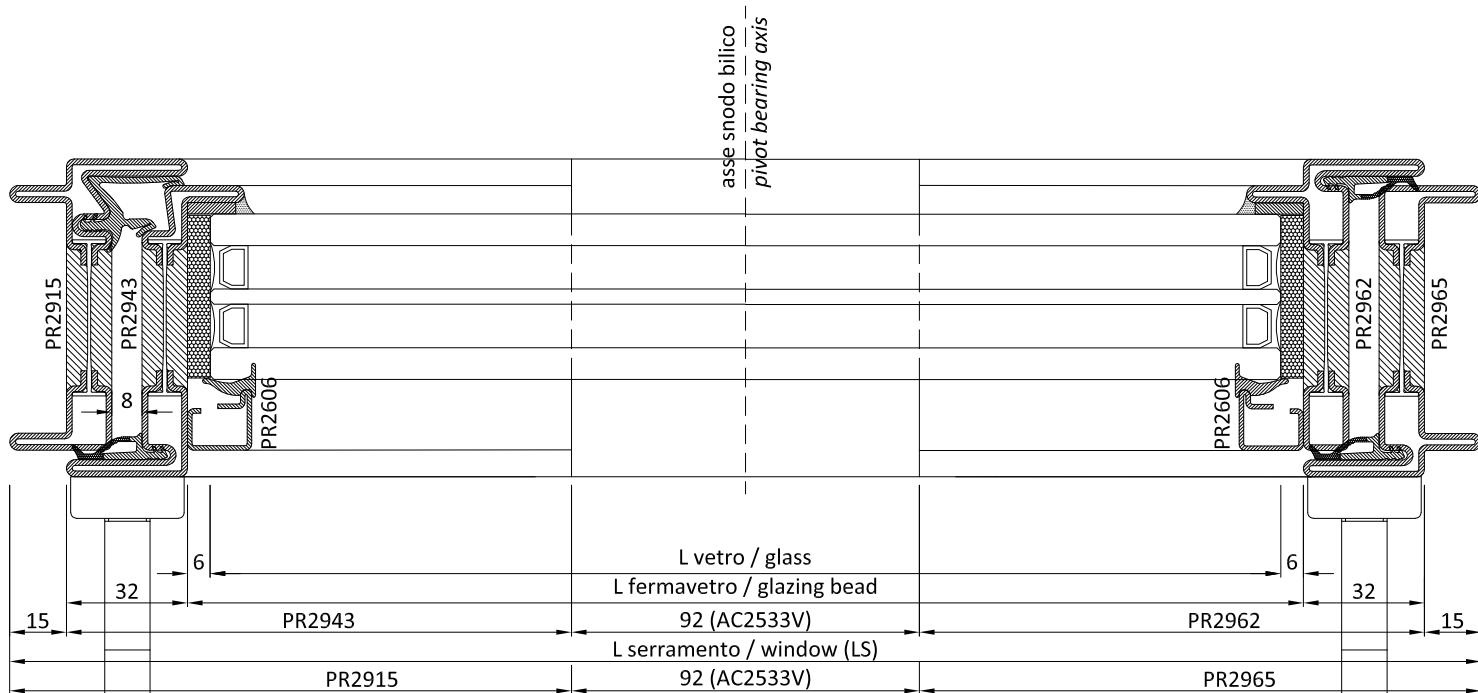 asse snodo bilico
pivot bearing axis
PR2915
PR2943
PR2962
PR2965
8
PR2606
PR2606
6
L vetro / glass
6
32
L fermavetro / glazing bead
32
15
PR2943
92 (AC2533V)
PR2962
15
L serramento / window (LS)
PR2915
92 (AC2533V)
PR2965